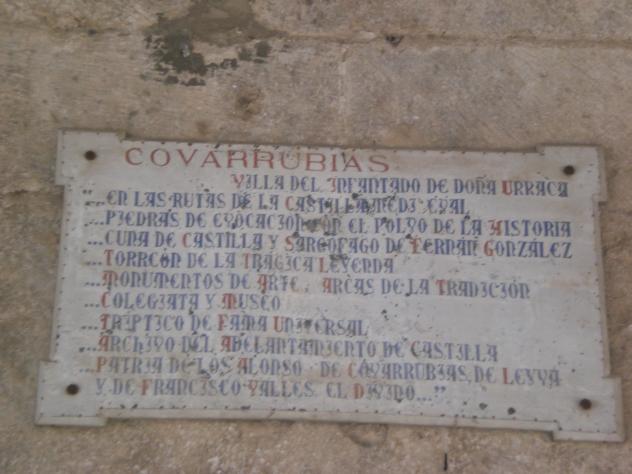 COVARRUBIAS
VILLA DEL INFANTADO DE DOÑA URRACA
"...EN LAS RUTAS DE LA CASTILLA MEDIEVAL
...PIEDRAS DE EVOCACION CON EL POLVO DE LA HISTORIA
...CUNA DE CASTILLA Y SARCOFAGO DE FERNAN GONZÁLEZ
...TORREON DE LA TRAGICA LEYENDA
...MONUMENTOS DE ARTE. ARCAS DE LA TRADICIÓN
...COLEGIATA Y MUSEO
...TRIPTICO DE FAMA UNIVERSAL
...ARCHIVO DEL ADELANTAMIENTO DE CASTILLA
...PATRIA DE LOS ALONSO DE COVARRUBIAS, DE LEYVA
Y DE FRANCISCO VALLES EL DIVINO..."